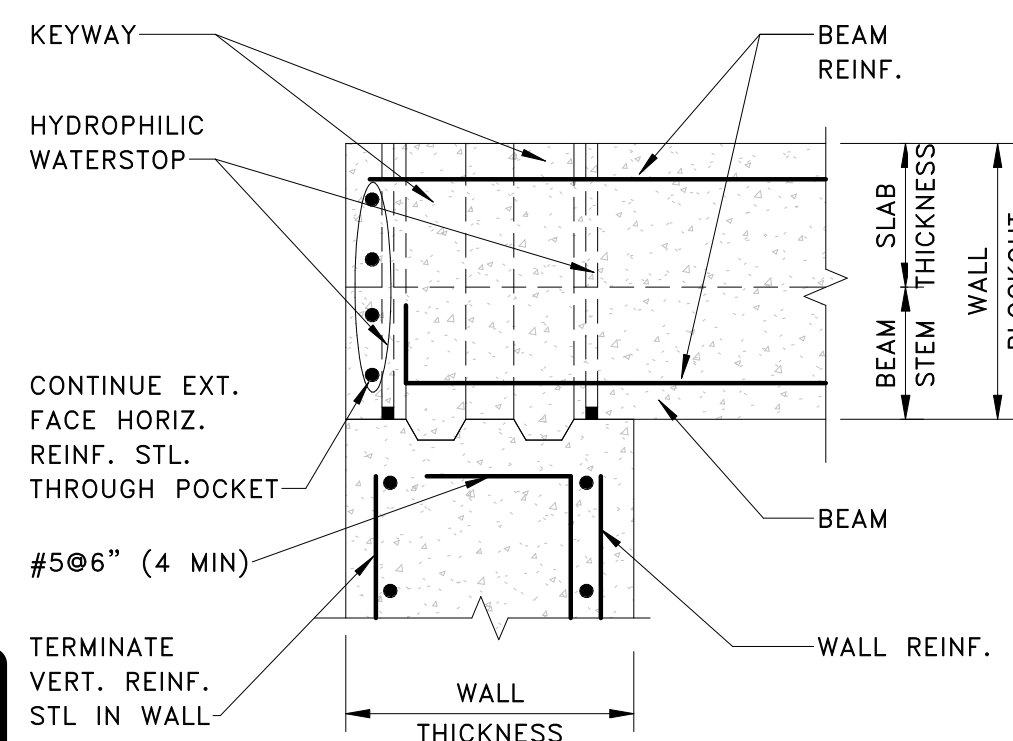 KEYWAY
HYDROPHILIC
WATERSTOP
CONTINUE EXT.
FACE HORIZ.
REINF. STL.
THROUGH POCKET
#5@6” (4 MIN)
TERMINATE
VERT. REINF.
STL IN WALL
BEAM
REINF.
SLAB
THICKNESS
BEAM
STEM
WALL
BLOCKOUT
BEAM
WALL REINF.
WALL
THICKNESS